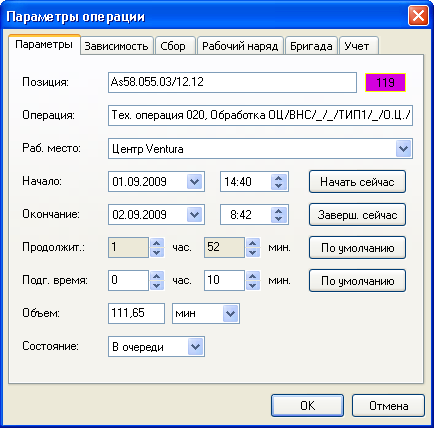 Параметры операции
Параметры Зависимость Сбор Рабочий наряд Бригада Учет
Позиция: As58.055.03/12.12 119
Операция: Тех. операция 020, Обработка ОЦ/ВНС/_/_/ТИП1/_/О.Ц./
Раб. место: Центр Ventura
Начало: 01.09.2009 14:40 Начать сейчас
Окончание: 02.09.2009 8:42 Заверш. сейчас
Продолжит.: 1 час. 52 мин. По умолчанию
Подг. время: 0 час. 10 мин. По умолчанию
Объем: 111,65 мин
Состояние: В очереди
OK Отмена